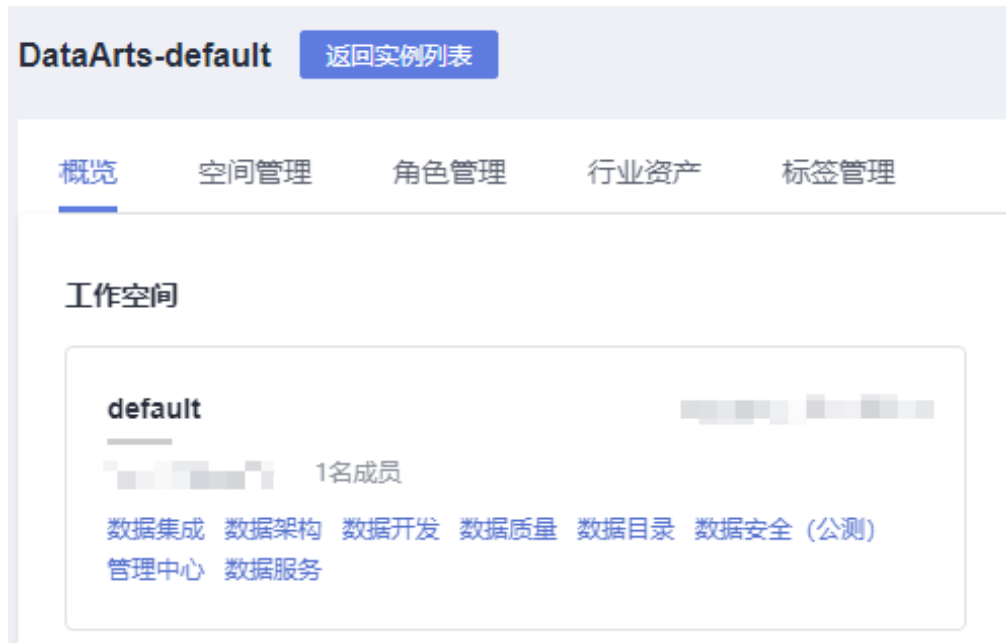 DataArts-default 返回实例列表
概览 空间管理 角色管理 行业资产 标签管理
工作空间
default
1名成员
数据集成 数据架构 数据开发 数据质量 数据目录 数据安全（公测）
管理中心 数据服务